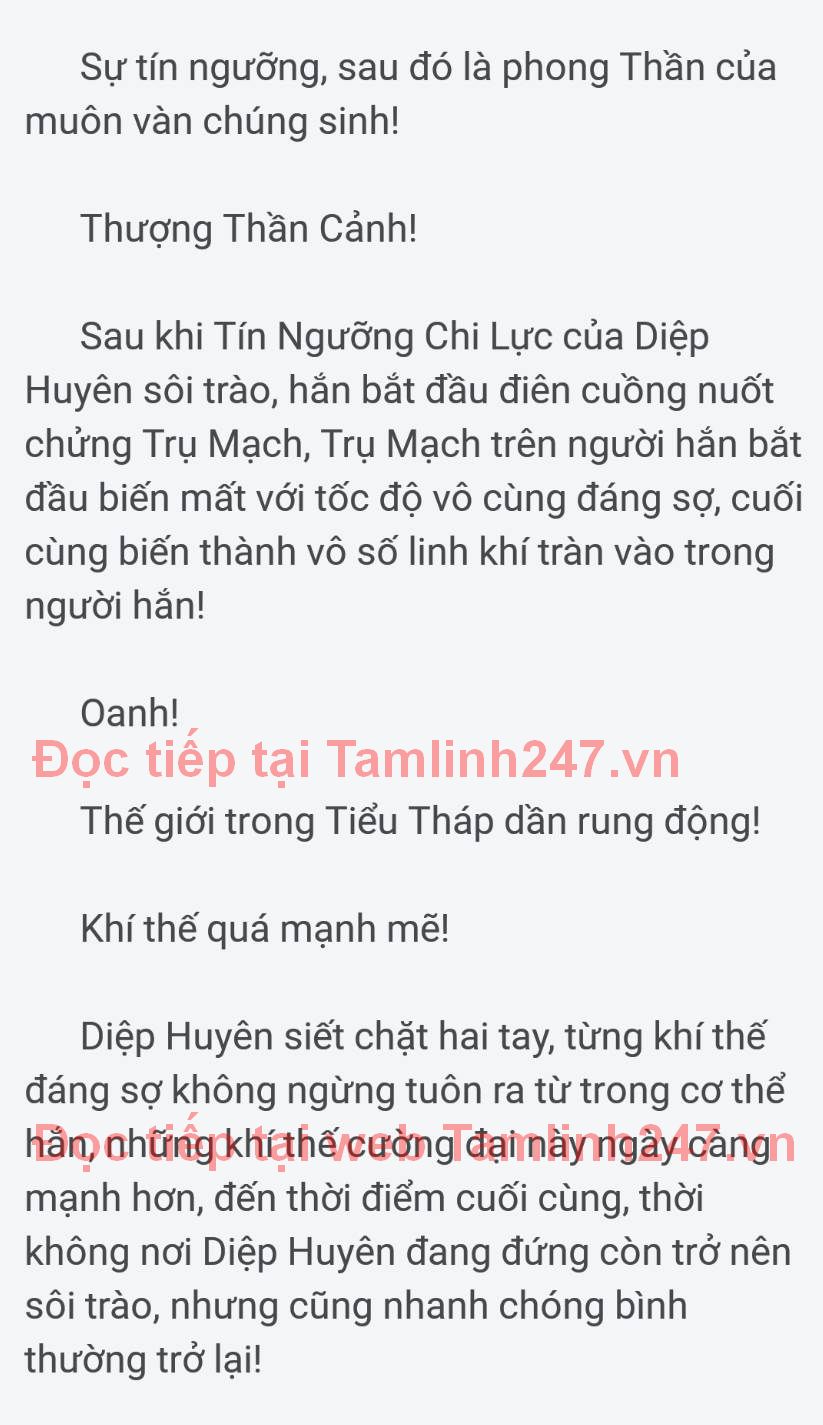 Sự tín ngưỡng, sau đó là phong Thần của
muôn vàn chúng sinh!
Thượng Thần Cảnh!
Sau khi Tín Ngưỡng Chi Lực của Diệp
Huyên sôi trào, hắn bắt đầu điên cuồng nuốt
chửng Trụ Mạch, Trụ Mạch trên người hắn bắt
đầu biến mất với tốc độ vô cùng đáng sợ, cuối
cùng biến thành vô số linh khí tràn vào trong
người hắn!
Oanh!
Đọc tiếp tại Tamlinh247.vn
Thế giới trong Tiểu Tháp dần rung động!
Khí thế quá mạnh mẽ!
Diệp Huyên siết chặt hai tay, từng khí thế
đáng sợ không ngừng tuôn ra từ trong cơ thể
hắn, những khí thế cường đại này ngày càng
Đọc tiếp tại web Tamlinh247.vn
mạnh hơn, đến thời điểm cuối cùng, thời
không nơi Diệp Huyên đang đứng còn trở nên
sôi trào, nhưng cũng nhanh chóng bình
thường trở lại!